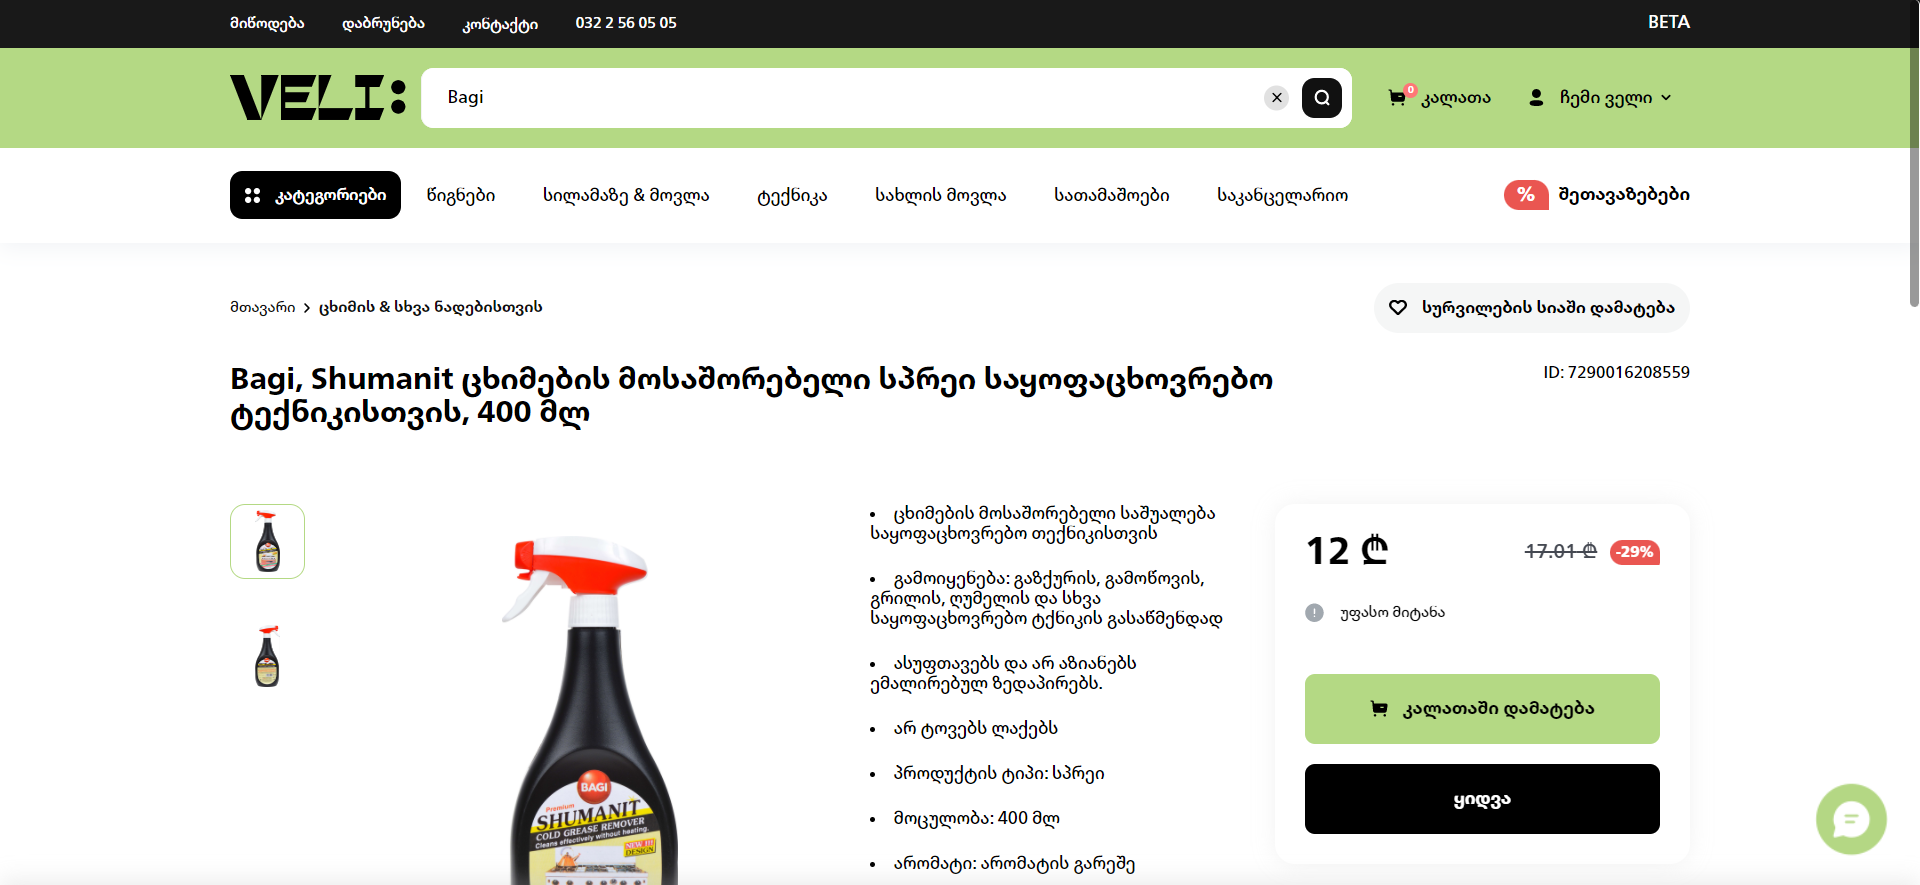 მიწოდება დაბრუნება კონტაქტი 032 2 56 05 05 BETA
VELI:
Bagi
0 კალათა ჩემი ველი
კატეგორიები წიგნები სილამაზე & მოვლა ტექნიკა სახლის მოვლა სათამაშოები საკანცელარიო % შეთავაზებები
მთავარი > ცხიმის & სხვა ნადებისთვის
სურვილების სიაში დამატება
Bagi, Shumanit ცხიმების მოსაშორებელი სპრეი საყოფაცხოვრებო
ტექნიკისთვის, 400 მლ
ID: 7290016208559
• ცხიმების მოსაშორებელი საშუალება
საყოფაცხოვრებო თექნიკისთვის
• გამოიყენება: გაზქურის, გამოწოვის,
გრილის, ღუმელის და სხვა
საყოფაცხოვრებო ტქნიკის გასაწმენდად
• ასუფთავებს და არ აზიანებს
ემალირებულ ზედაპირებს.
• არ ტოვებს ლაქებს
• პროდუქტის ტიპი: სპრეი
• მოცულობა: 400 მლ
• არომატი: არომატის გარეშე
12 ₾ 17.01 ₾ -29%
უფასო მიტანა
კალათაში დამატება
ყიდვა
BAGI
Premium
SHUMANIT
COLD GREASE REMOVER
Cleans effectively without heating.
NEW
DESIGN